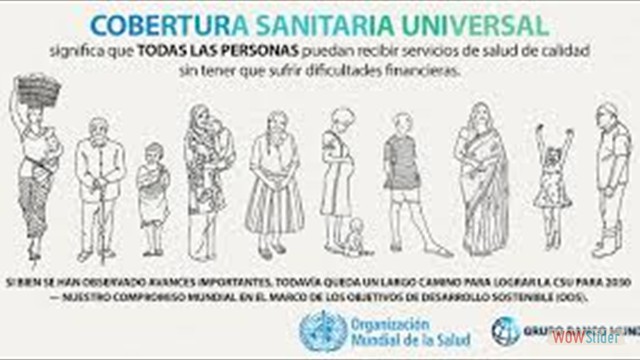 COBERTURA SANITARIA UNIVERSAL
significa que TODAS LAS PERSONAS puedan recibir servicios de salud de calidad
sin tener que sufrir dificultades financieras.
SI BIEN SE HAN OBSERVADO AVANCES IMPORTANTES, TODAVÍA QUEDA UN LARGO CAMINO PARA LOGRAR LA CSU PARA 2030
— NUESTRO COMPROMISO MUNDIAL EN EL MARCO DE LOS OBJETIVOS DE DESARROLLO SOSTENIBLE (ODS).
Organización
Mundial de la Salud
GRUPO BANCO
WOWSlider